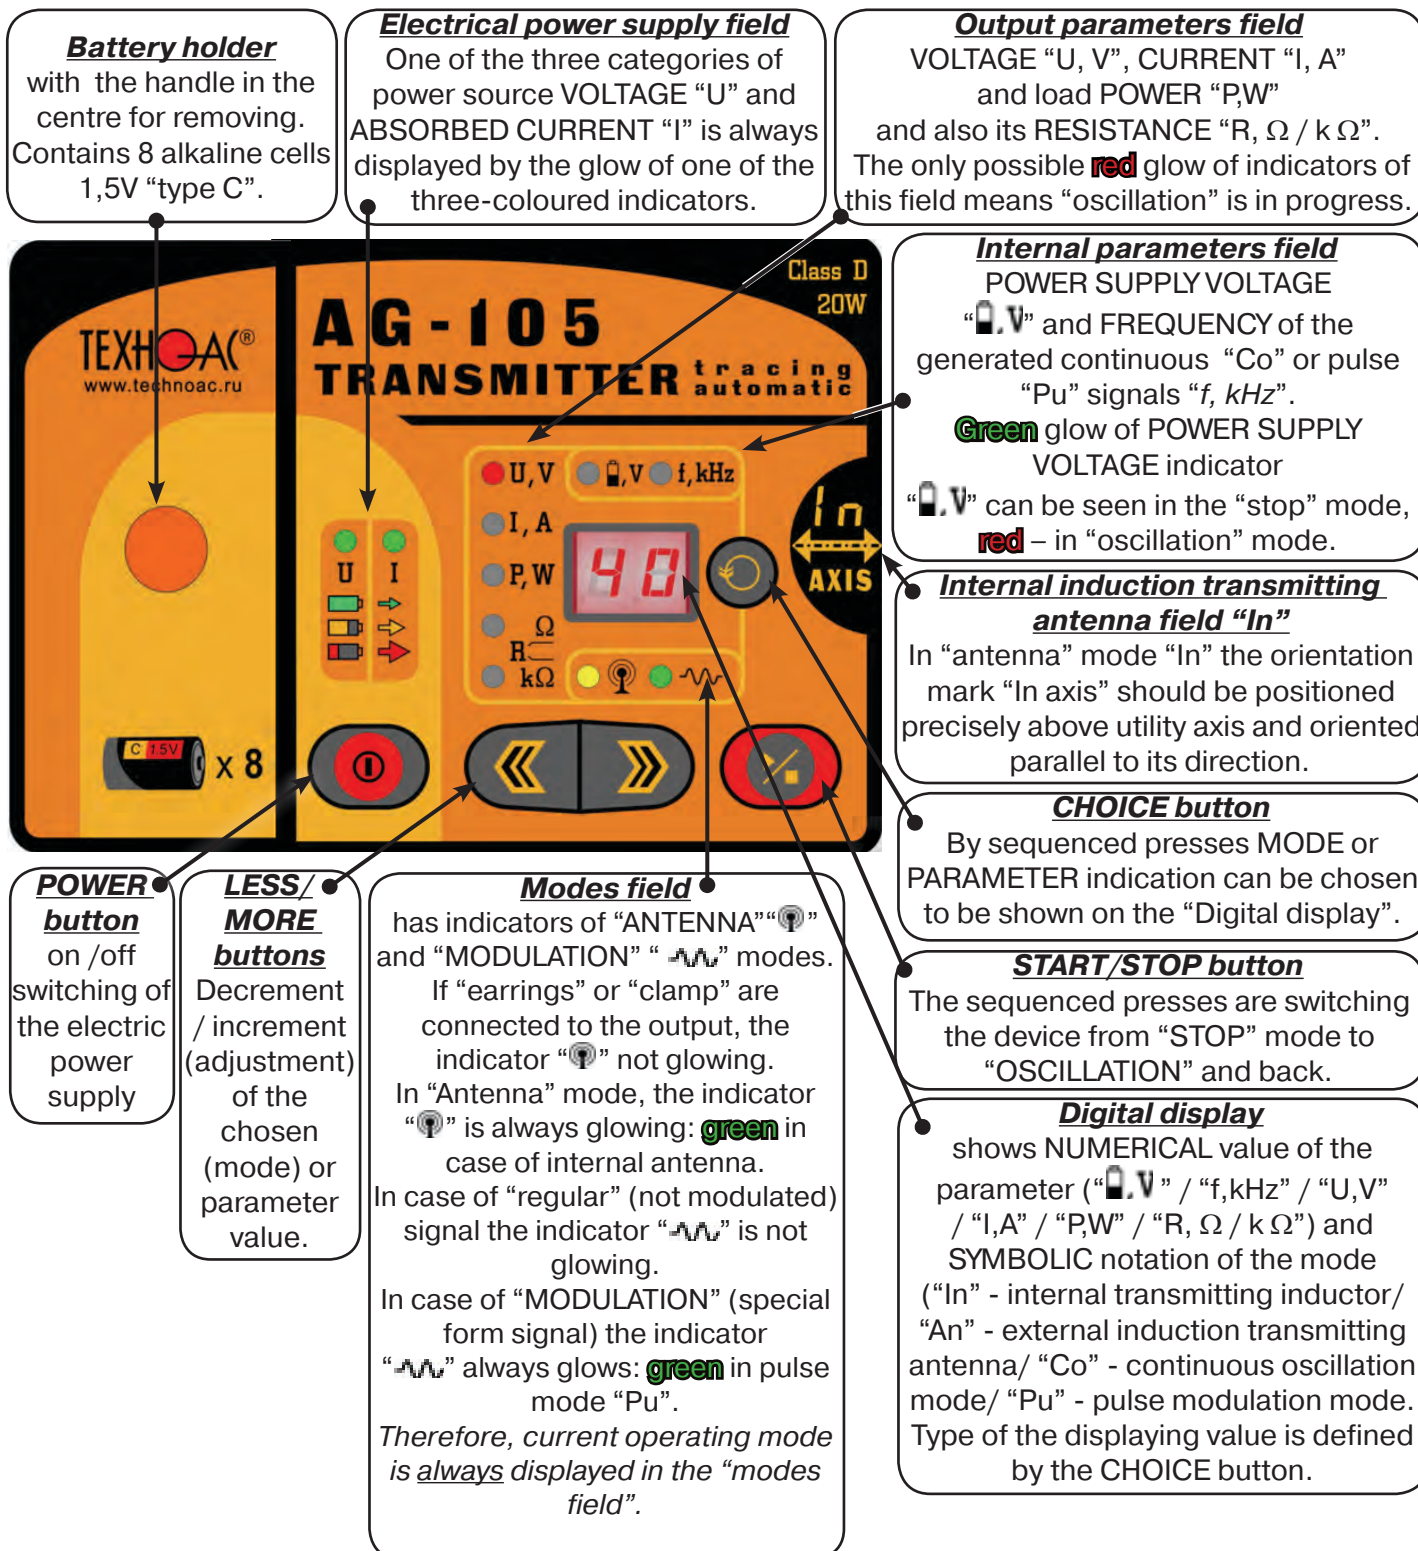 Battery holder
with the handle in the
centre for removing.
Contains 8 alkaline cells
1,5V “type C”.
Electrical power supply field
One of the three categories of
power source VOLTAGE “U” and
ABSORBED CURRENT “I” is always
displayed by the glow of one of the
three-coloured indicators.
Output parameters field
VOLTAGE “U, V”, CURRENT “I, A”
and load POWER “P,W”
and also its RESISTANCE “R, Ω / k Ω”.
The only possible red glow of indicators of
this field means “oscillation” is in progress.
Internal parameters field
POWER SUPPLY VOLTAGE
“, V” and FREQUENCY of the
generated continuous “Co” or pulse
“Pu” signals “f, kHz”.
Green glow of POWER SUPPLY
VOLTAGE indicator
“, V” can be seen in the “stop” mode,
red – in “oscillation” mode.
Internal induction transmitting
antenna field “In”
In “antenna” mode “In” the orientation
mark “In axis” should be positioned
precisely above utility axis and oriented
parallel to its direction.
CHOICE button
By sequenced presses MODE or
PARAMETER indication can be chosen
to be shown on the “Digital display”.
START/STOP button
The sequenced presses are switching
the device from “STOP” mode to
“OSCILLATION” and back.
Digital display
shows NUMERICAL value of the
parameter (“, V ” / “f,kHz” / “U,V”
/ “I,A” / “P,W” / “R, Ω / k Ω”) and
SYMBOLIC notation of the mode
(“In” - internal transmitting inductor/
“An” - external induction transmitting
antenna/ “Co” - continuous oscillation
mode/ “Pu” - pulse modulation mode.
Type of the displaying value is defined
by the CHOICE button.
Class D
20W
ТЕХНОАС®
www.technoac.ru
AG-105
TRANSMITTER tracing
automatic
U, V
, V
f, kHz
I, A
P, W
Ω
R
kΩ
40
In
AXIS
U I
C 1.5V
x 8
POWER
button
on /off
switching of
the electric
power
supply
LESS/
MORE
buttons
Decrement
/ increment
(adjustment)
of the
chosen
(mode) or
parameter
value.
Modes field
has indicators of “ANTENNA”“”
and “MODULATION” “ ” modes.
If “earrings” or “clamp” are
connected to the output, the
indicator “” not glowing.
In “Antenna” mode, the indicator
“” is always glowing: green in
case of internal antenna.
In case of “regular” (not modulated)
signal the indicator “” is not
glowing.
In case of “MODULATION” (special
form signal) the indicator
“” always glows: green in pulse
mode “Pu”.
Therefore, current operating mode
is always displayed in the “modes
field”.